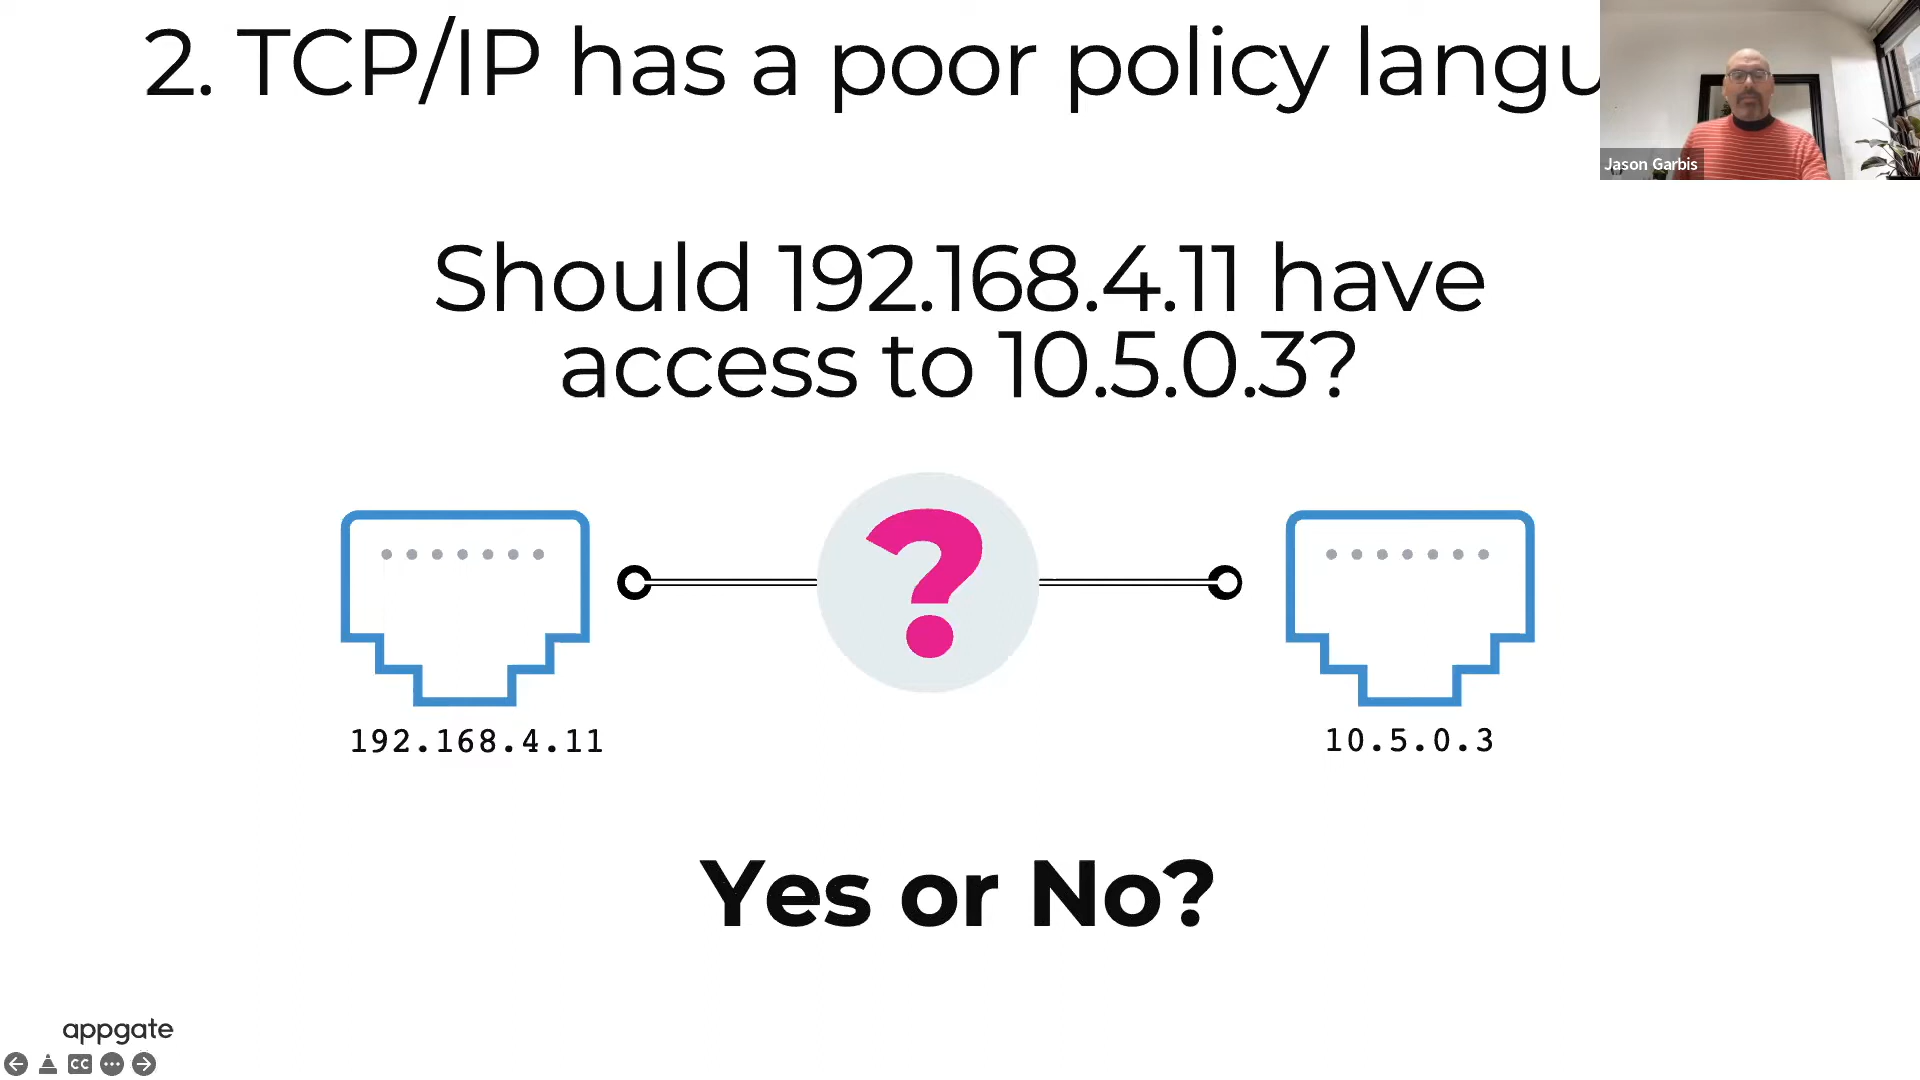 2. TCP/IP has a poor policy langu
Jason Garbis
Should 192.168.4.11 have
access to 10.5.0.3?
?
192.168.4.11
10.5.0.3
Yes or No?
appgate
CC